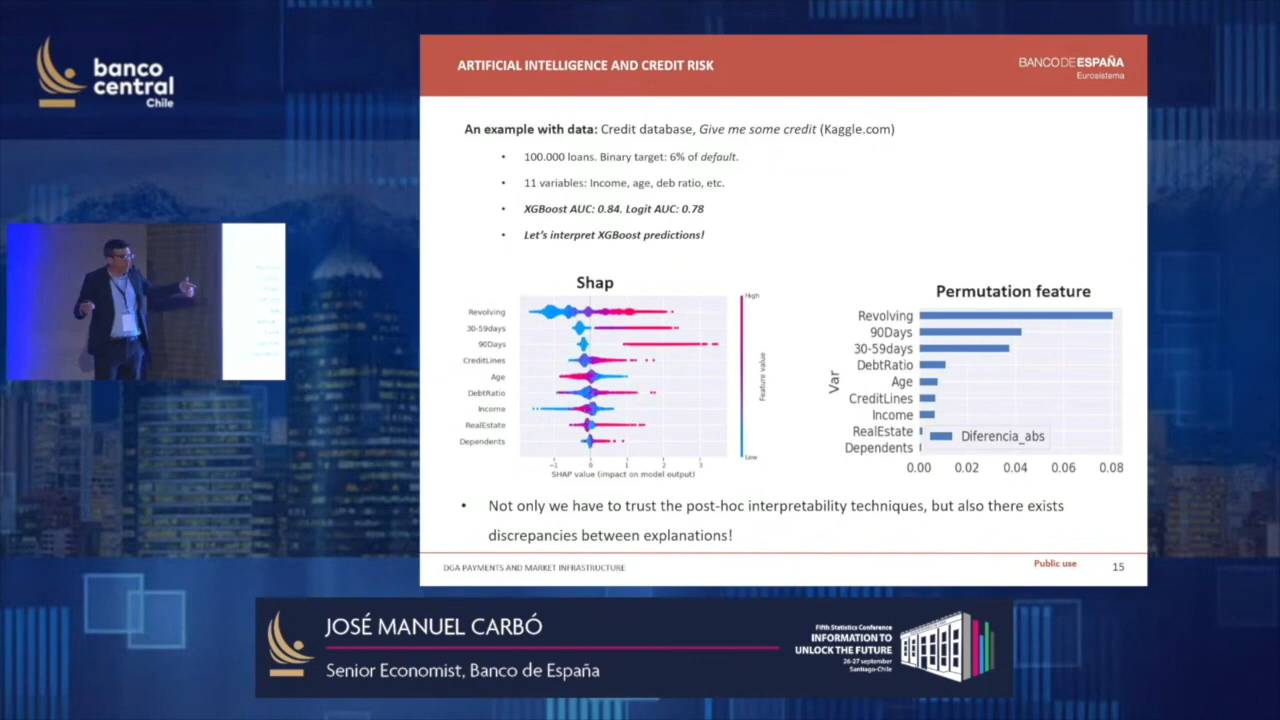 banco
central
Chile
ARTIFICIAL INTELLIGENCE AND CREDIT RISK
BANCODEESPAÑA
Eurosistema
An example with data: Credit database, Give me some credit (Kaggle.com)
• 100.000 loans. Binary target: 6% of default.
• 11 variables: Income, age, deb ratio, etc.
• XGBoost AUC: 0.84. Logit AUC: 0.78
• Let's interpret XGBoost predictions!
Shap
High
Revolving
30-59days
90Days
CreditLines
Age
DebtRatio
Income
RealEstate
Dependents
Feature value
Low
−1 0 1 2 3
SHAP value (impact on model output)
Permutation feature
Var
Revolving
90Days
30-59days
DebtRatio
Age
CreditLines
Income
RealEstate
Dependents
Diferencia_abs
0.00 0.02 0.04 0.06 0.08
• Not only we have to trust the post-hoc interpretability techniques, but also there exists
discrepancies between explanations!
DGA PAYMENTS AND MARKET INFRASTRUCTURE
Public use
15
JOSÉ MANUEL CARBÓ
Senior Economist, Banco de España
Fifth Statistics Conference
INFORMATION TO
UNLOCK THE FUTURE
26-27 september
Santiago-Chile